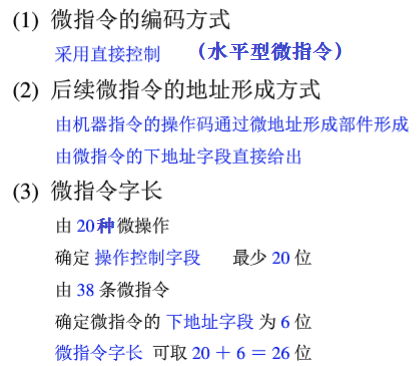 (1) 微指令的编码方式
采用直接控制 （水平型微指令）
(2) 后续微指令的地址形成方式
由机器指令的操作码通过微地址形成部件形成
由微指令的下地址字段直接给出
(3) 微指令字长
由 20种微操作
确定 操作控制字段 最少 20 位
由 38 条微指令
确定微指令的 下地址字段 为 6 位
微指令字长 可取 20 + 6 = 26 位